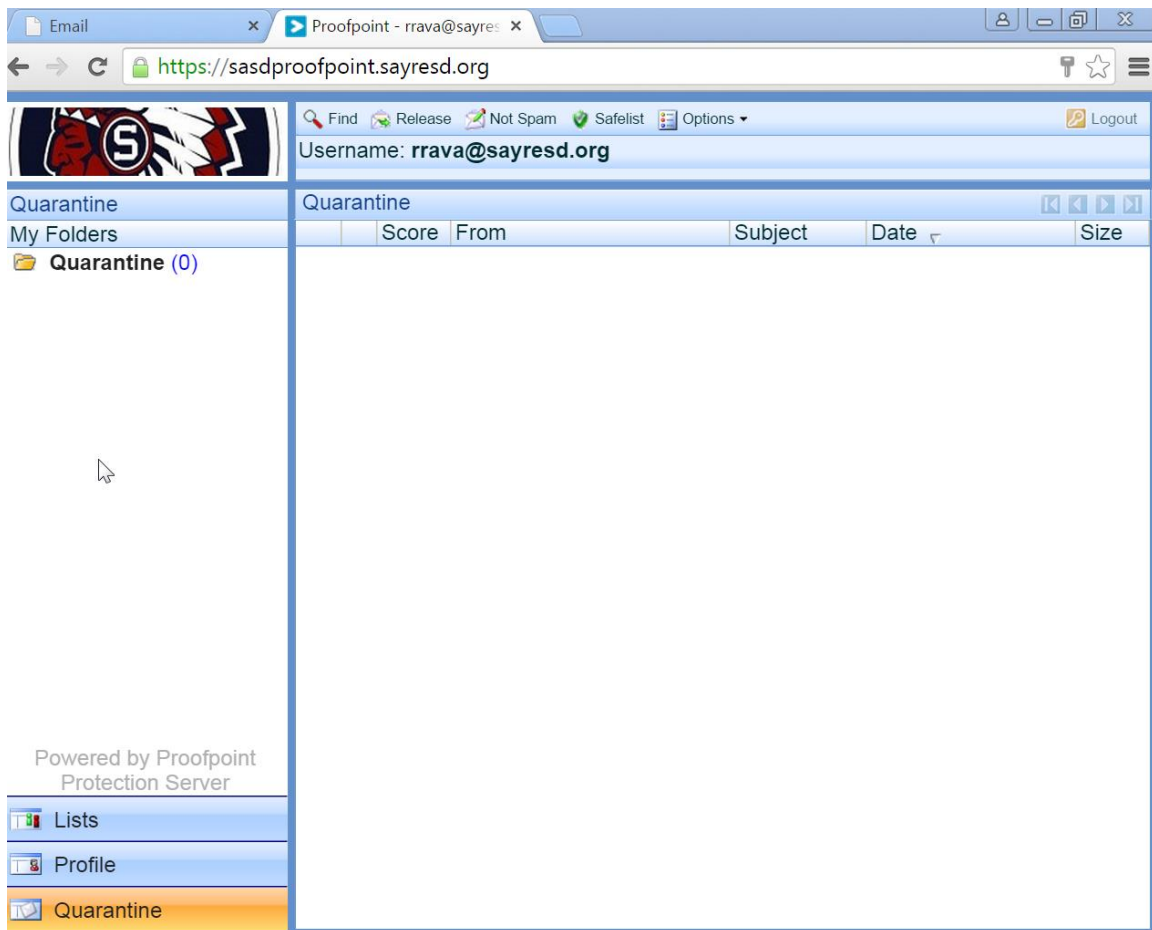 Email
Proofpoint - rrava@sayres
https://sasdproofpoint.sayresd.org
S
Find Release Not Spam Safelist Options Logout
Username: rrava@sayresd.org
Quarantine
My Folders
Quarantine (0)
Quarantine
Score From Subject Date Size
Powered by Proofpoint
Protection Server
Lists
Profile
Quarantine